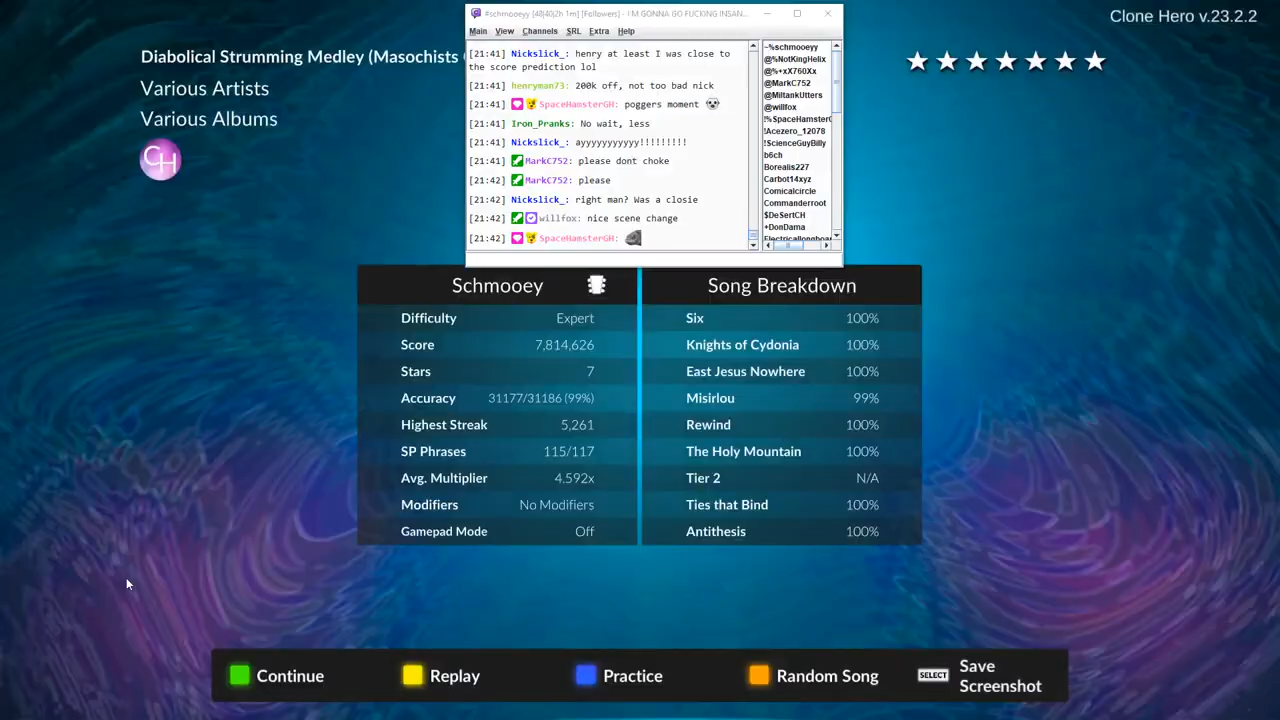 #schmooeyy [48|40|2h 1m] [Followers] - I'M GONNA GO FUCKING INSAN...
Clone Hero v.23.2.2
Main View Channels SRL Extra Help
Diabolical Strumming Medley (Masochists
Various Artists
Various Albums
CH
[21:41] Nickslick_: henry at least I was close to
the score prediction lol
[21:41] henryman73: 200k off, not too bad nick
[21:41] SpaceHamsterGH: poggers moment
[21:41] Iron_Pranks: No wait, less
[21:41] Nickslick_: ayyyyyyyyyy!!!!!!!!!
[21:41] MarkC752: please dont choke
[21:42] MarkC752: please
[21:42] Nickslick_: right man? Was a closie
[21:42] willfox: nice scene change
[21:42] SpaceHamsterGH:
~%schmooeyy
@%NotKingHelix
@%+xX760Xx
@MarkC752
@MiltankUtters
@willfox
!%SpaceHamsterG
!Acezero_12078
!ScienceGuyBilly
b6ch
Borealis227
Carbot14xyz
Comicalcircle
Commanderroot
$DeSertCH
+DonDarna
Schmooey
Difficulty Expert
Score 7,814,626
Stars 7
Accuracy 31177/31186 (99%)
Highest Streak 5,261
SP Phrases 115/117
Avg. Multiplier 4.592x
Modifiers No Modifiers
Gamepad Mode Off
Song Breakdown
Six 100%
Knights of Cydonia 100%
East Jesus Nowhere 100%
Misirlou 99%
Rewind 100%
The Holy Mountain 100%
Tier 2 N/A
Ties that Bind 100%
Antithesis 100%
Continue
Replay
Practice
Random Song
SELECT
Save
Screenshot